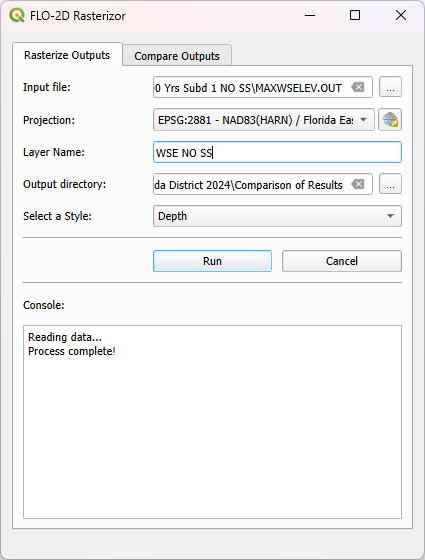 FLO-2D Rasterizor
Rasterize Outputs
Compare Outputs
Input file:
0 Yrs Subd 1 NO SS\MAXWSELEV.OUT
...
Projection:
EPSG:2881 - NAD83(HARN) / Florida Eas
Layer Name:
WSE NO SS
Output directory:
da District 2024\Comparison of Results
...
Select a Style:
Depth
Run
Cancel
Console:
Reading data...
Process complete!